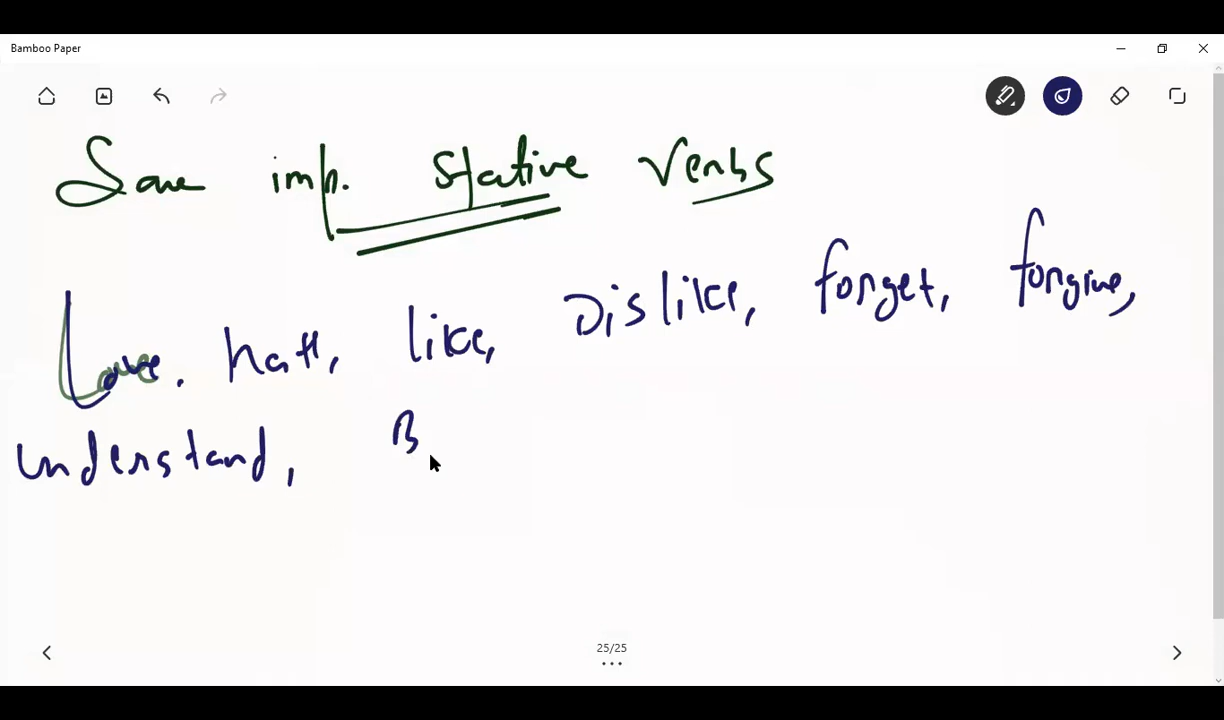 Bamboo Paper
Some imp. Stative Verbs
Love, hate, like, Dislike, forget, forgive,
understand, B
25/25